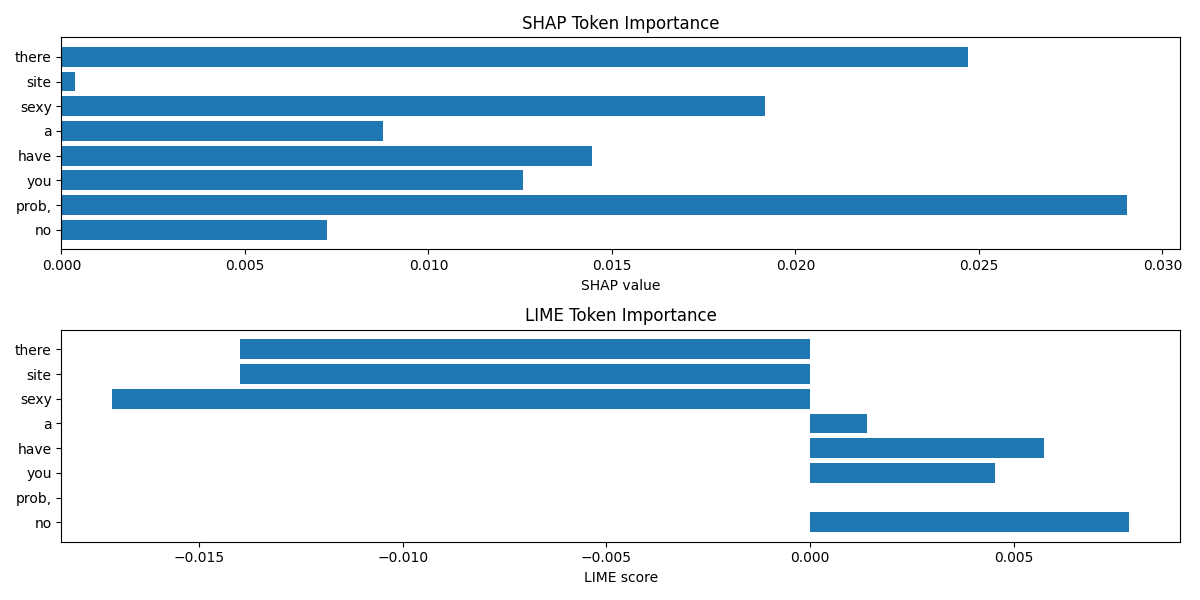 SHAP Token Importance
there
site
sexy
a
have
you
prob,
no
0.000 0.005 0.010 0.015 0.020 0.025 0.030
SHAP value
LIME Token Importance
there
site
sexy
a
have
you
prob,
no
−0.015 −0.010 −0.005 0.000 0.005
LIME score